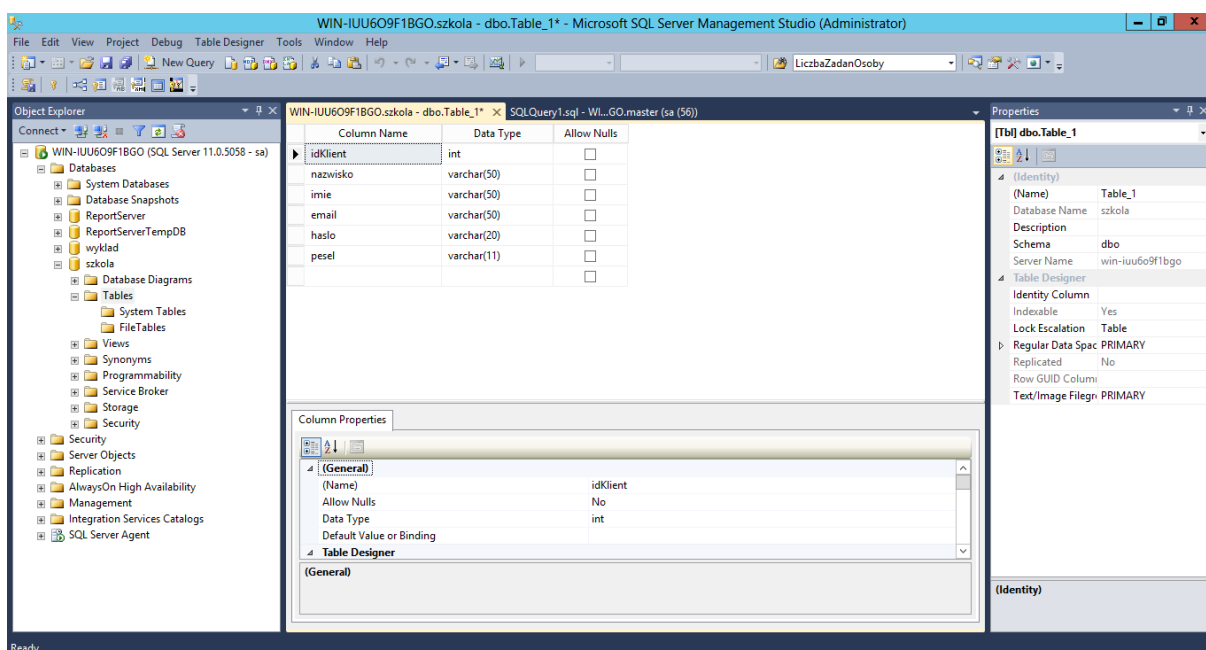 WIN-IUU6O9F1BGO.szkola - dbo.Table_1* - Microsoft SQL Server Management Studio (Administrator)
File Edit View Project Debug Table Designer Tools Window Help
New Query LiczbaZadanOsoby
Object Explorer
Connect
WIN-IUU6O9F1BGO (SQL Server 11.0.5058 - sa)
Databases
System Databases
Database Snapshots
ReportServer
ReportServerTempDB
wyklad
szkola
Database Diagrams
Tables
System Tables
FileTables
Views
Synonyms
Programmability
Service Broker
Storage
Security
Security
Server Objects
Replication
AlwaysOn High Availability
Management
Integration Services Catalogs
SQL Server Agent
WIN-IUU6O9F1BGO.szkola - dbo.Table_1* SQLQuery1.sql - WI...GO.master (sa (56))
Column Name Data Type Allow Nulls
idKlient int
nazwisko varchar(50)
imie varchar(50)
email varchar(50)
haslo varchar(20)
pesel varchar(11)
Column Properties
(General)
(Name) idKlient
Allow Nulls No
Data Type int
Default Value or Binding
Table Designer
(General)
Properties
[Tbl] dbo.Table_1
(Identity)
(Name) Table_1
Database Name szkola
Description
Schema dbo
Server Name win-iuu6o9f1bgo
Table Designer
Identity Column
Indexable Yes
Lock Escalation Table
Regular Data Spac PRIMARY
Replicated No
Row GUID Colum
Text/Image Filegr PRIMARY
(Identity)
Ready